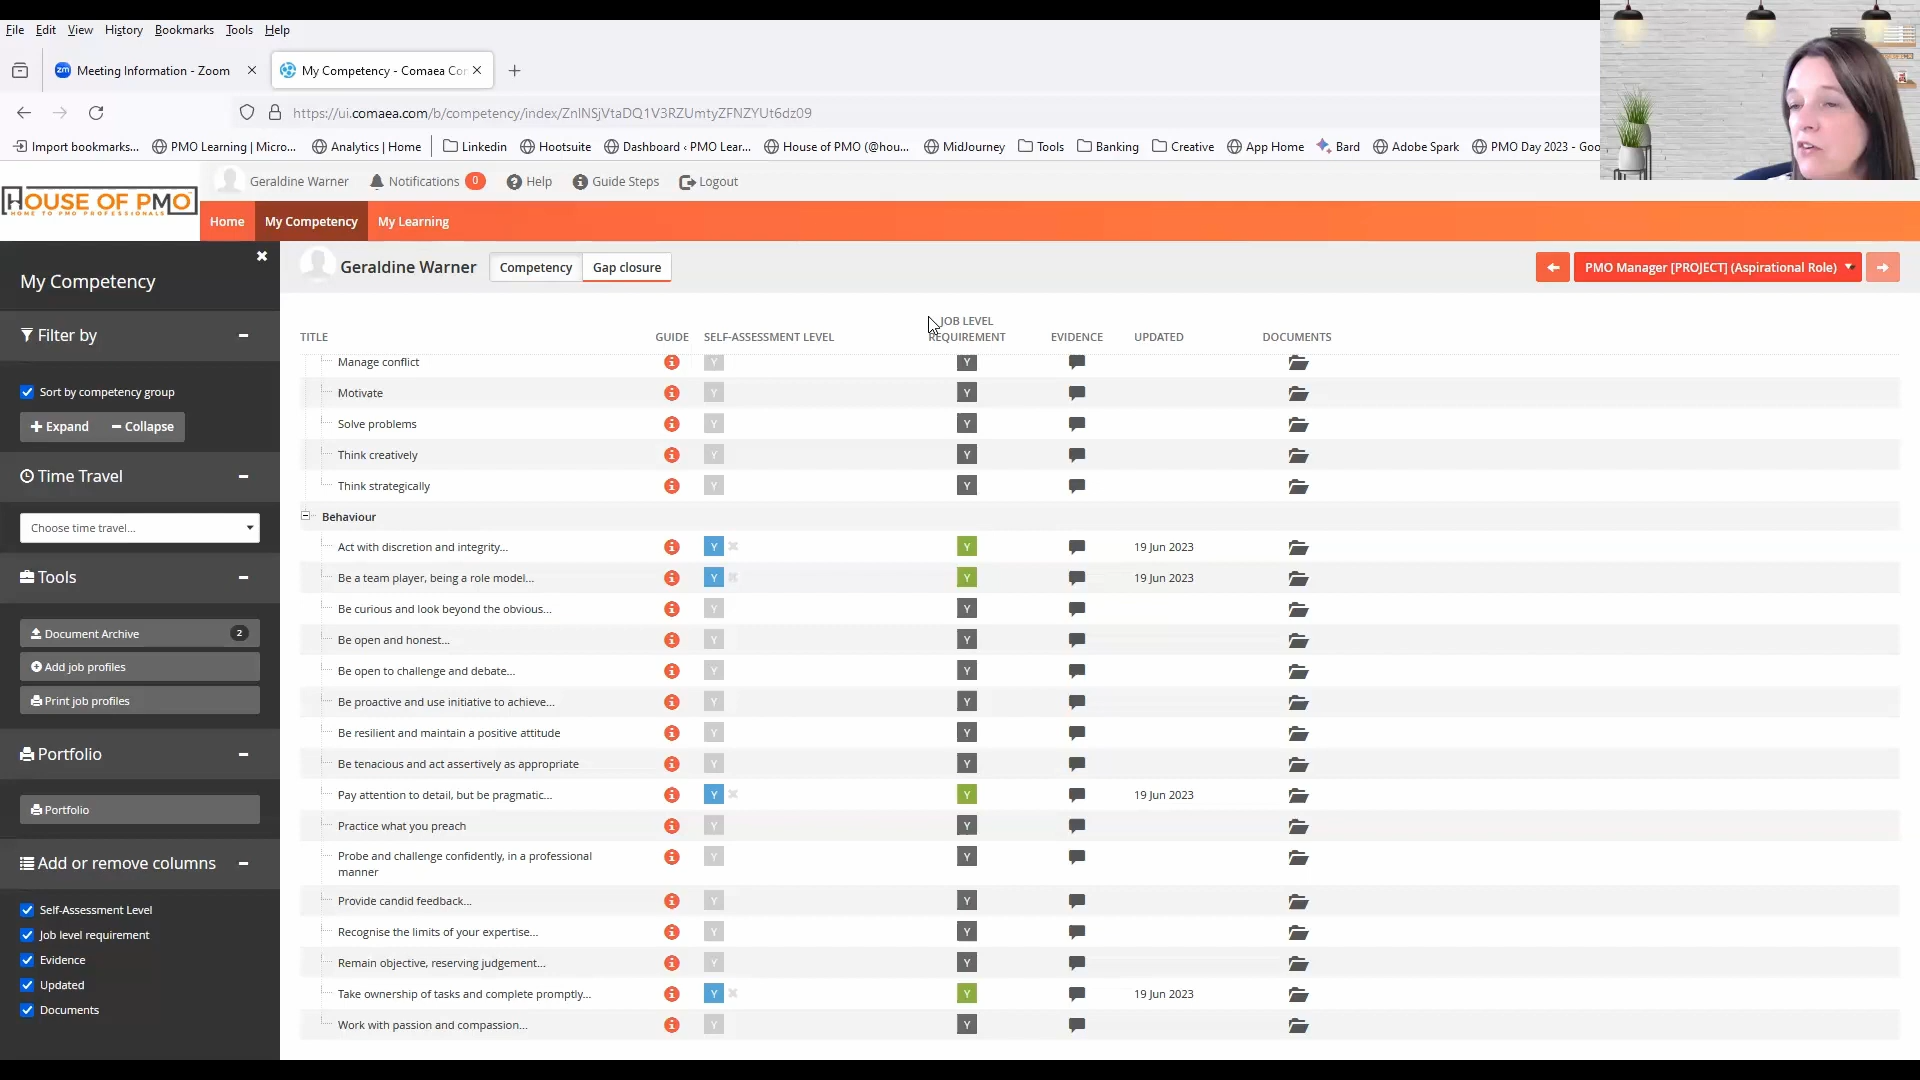 File Edit View History Bookmarks Tools Help
zm Meeting Information - Zoom
My Competency - Comaea Co
https://ui.comaea.com/b/competency/index/ZnlNSjVtaDQ1V3RZUmtyZFNZYUt6dz09
Import bookmarks... PMO Learning | Micro... Analytics | Home Linkedin Hootsuite Dashboard ‹ PMO Lear... House of PMO (@hou... MidJourney Tools Banking Creative App Home Bard Adobe Spark PMO Day 2023 - Goo
HOUSE OF PMO
HOME TO PMO PROFESSIONALS
Geraldine Warner Notifications 0 Help Guide Steps Logout
Home My Competency My Learning
My Competency
Filter by
Sort by competency group
Expand Collapse
Time Travel
Choose time travel...
Tools
Document Archive 2
Add job profiles
Print job profiles
Portfolio
Portfolio
Add or remove columns
Self-Assessment Level
Job level requirement
Evidence
Updated
Documents
Geraldine Warner Competency Gap closure PMO Manager [PROJECT] (Aspirational Role)
TITLE GUIDE SELF-ASSESSMENT LEVEL JOB LEVEL REQUIREMENT EVIDENCE UPDATED DOCUMENTS
Manage conflict Y Y
Motivate Y Y
Solve problems Y Y
Think creatively Y Y
Think strategically Y Y
Behaviour
Act with discretion and integrity... Y Y 19 Jun 2023
Be a team player, being a role model... Y Y 19 Jun 2023
Be curious and look beyond the obvious... Y Y
Be open and honest... Y Y
Be open to challenge and debate... Y Y
Be proactive and use initiative to achieve... Y Y
Be resilient and maintain a positive attitude Y Y
Be tenacious and act assertively as appropriate Y Y
Pay attention to detail, but be pragmatic... Y Y 19 Jun 2023
Practice what you preach Y Y
Probe and challenge confidently, in a professional manner Y Y
Provide candid feedback... Y Y
Recognise the limits of your expertise... Y Y
Remain objective, reserving judgement... Y Y
Take ownership of tasks and complete promptly... Y Y 19 Jun 2023
Work with passion and compassion... Y Y